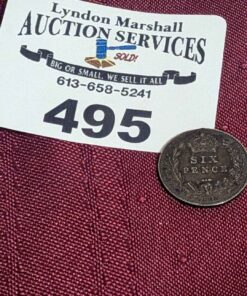 Lyndon Marshall
AUCTION SERVICES
SOLD!
BIG OR SMALL, WE SELL IT ALL
613-658-5241
495
SIX
PENCE